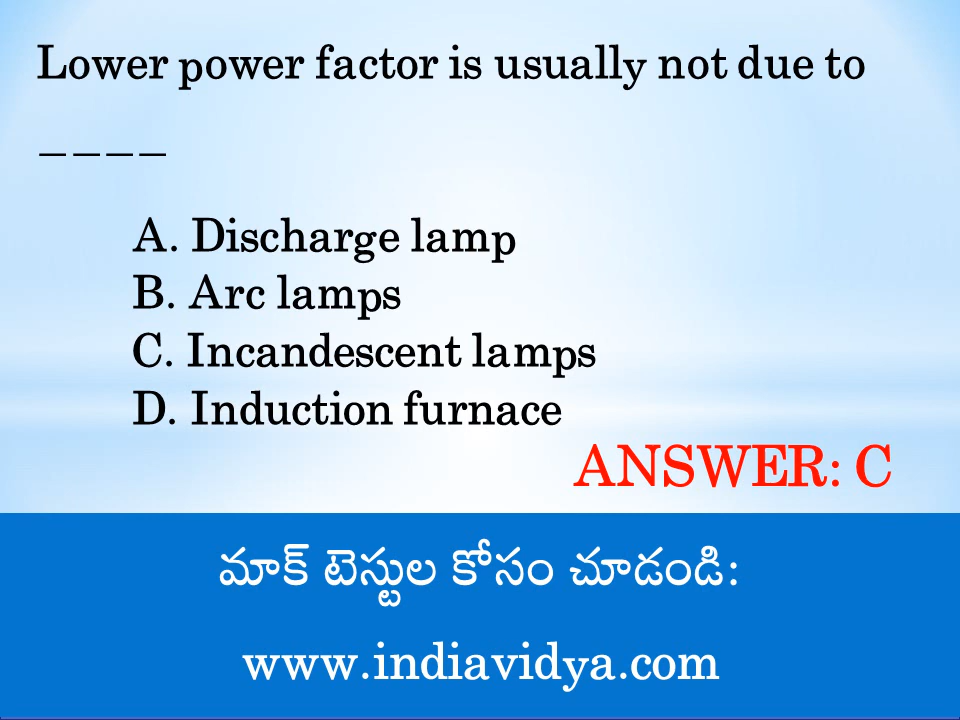 Lower power factor is usually not due to
____
A. Discharge lamp
B. Arc lamps
C. Incandescent lamps
D. Induction furnace
ANSWER: C
మాక్ టెస్టుల కోసం చూడండి:
www.indiavidya.com